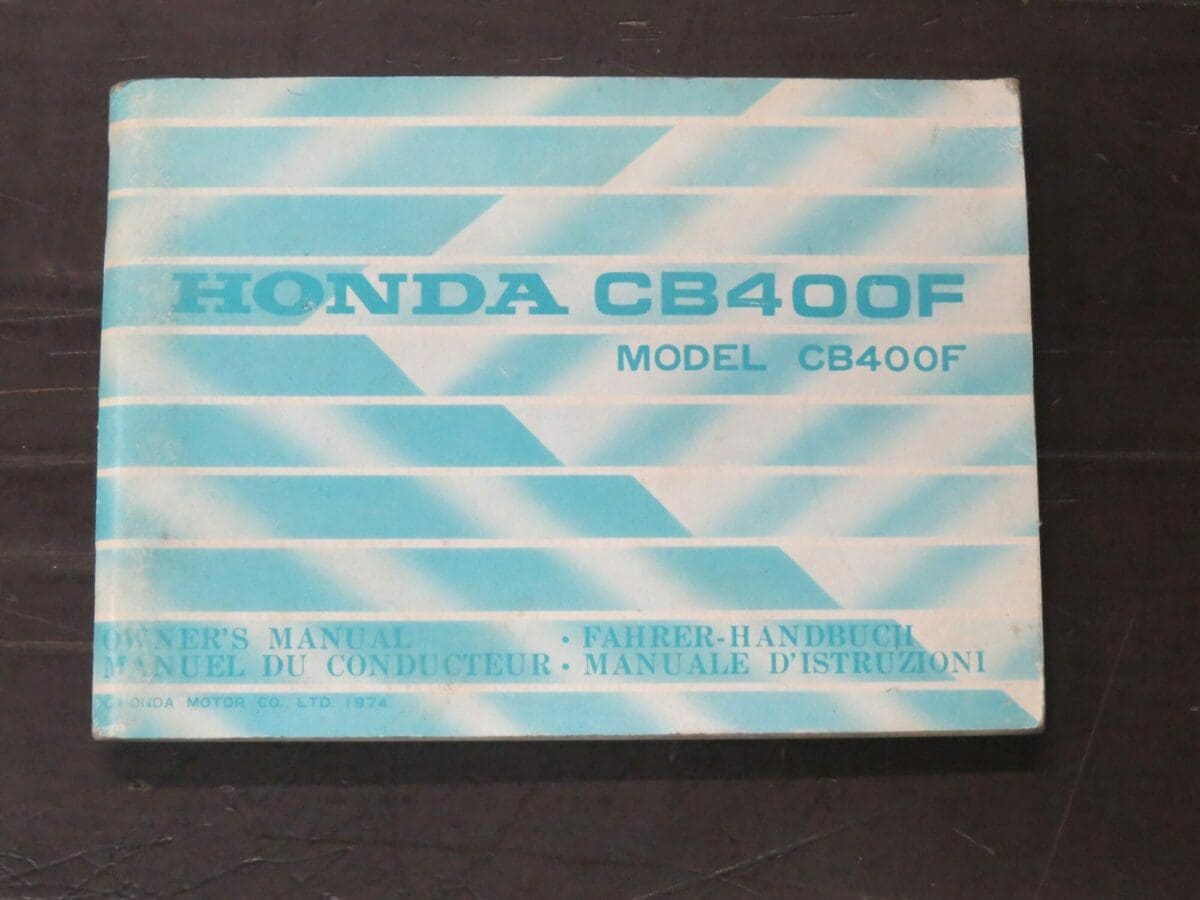 HONDA CB400F
MODEL CB400F
OWNER'S MANUAL • FAHRER-HANDBUCH
MANUEL DU CONDUCTEUR • MANUALE D'ISTRUZIONI
HONDA MOTOR CO., LTD. 1974